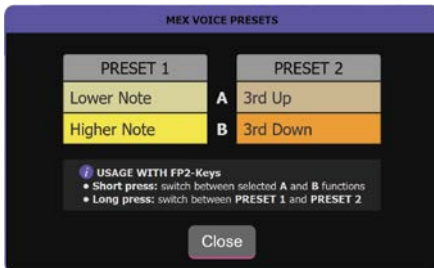 MEX VOICE PRESETS
PRESET 1 PRESET 2
Lower Note A 3rd Up
Higher Note B 3rd Down
i USAGE WITH FP2-Keys
• Short press: switch between selected A and B functions
• Long press: switch between PRESET 1 and PRESET 2
Close